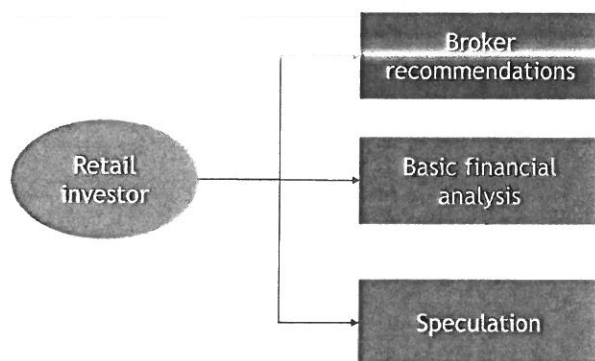 Broker
recommendations
Retail
investor
Basic financial
analysis
Speculation